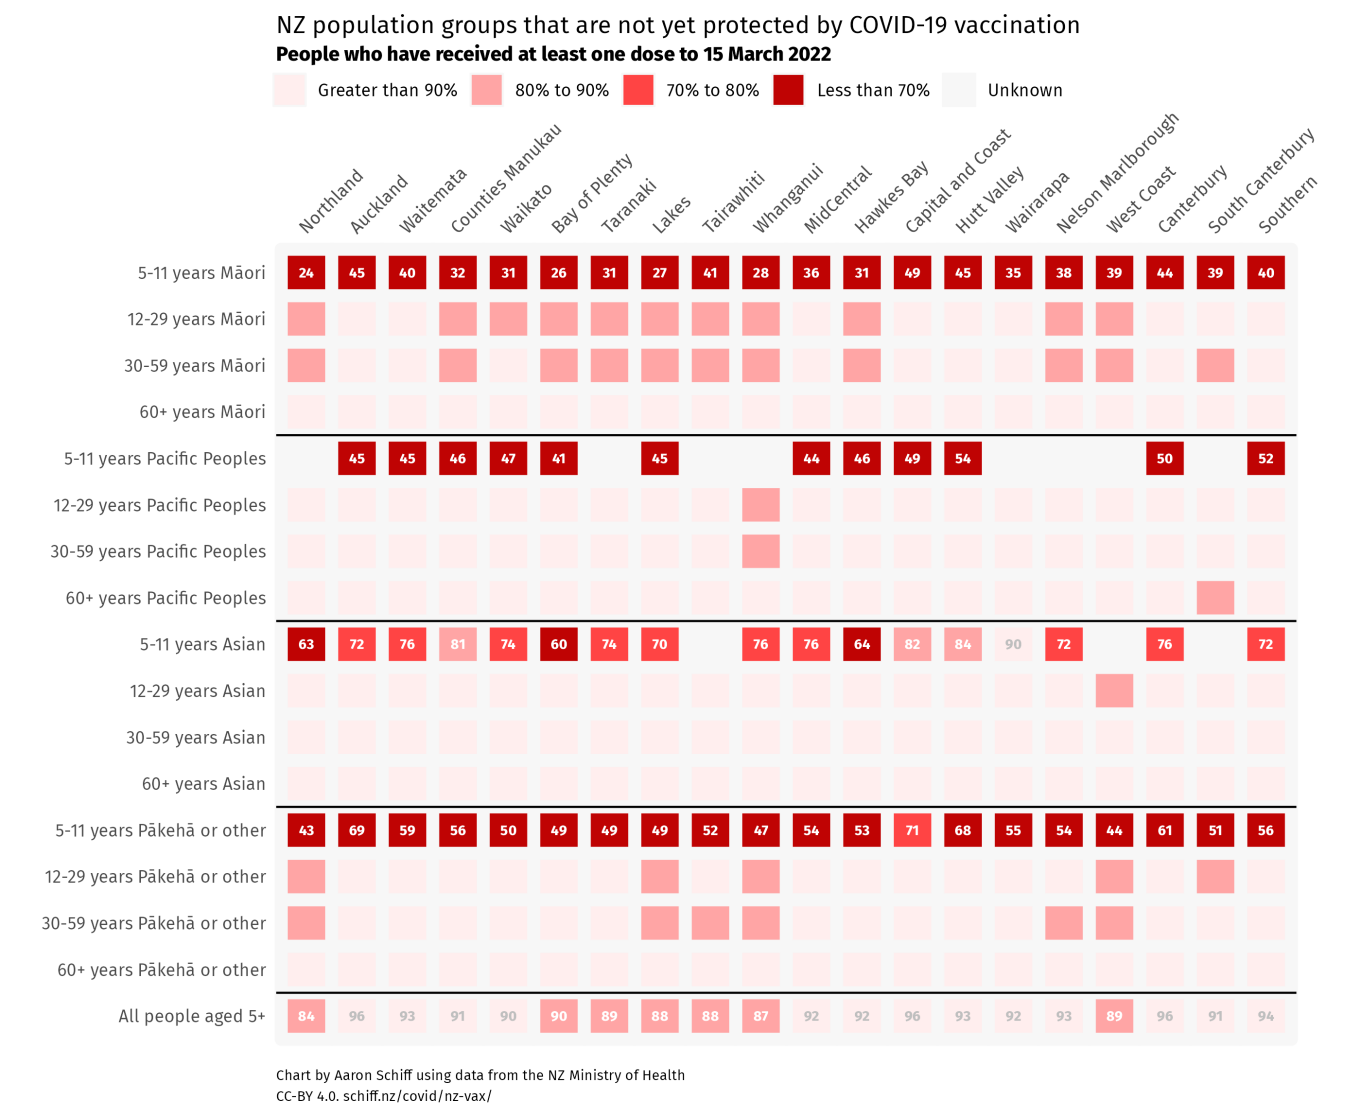 NZ population groups that are not yet protected by COVID-19 vaccination
People who have received at least one dose to 15 March 2022
Greater than 90% 80% to 90% 70% to 80% Less than 70% Unknown
Northland Auckland Waitemata Counties Manukau Waikato Bay of Plenty Taranaki Lakes Tairawhiti Whanganui MidCentral Hawkes Bay Capital and Coast Hutt Valley Wairarapa Nelson Marlborough West Coast Canterbury South Canterbury Southern
5-11 years Māori 24 45 40 32 31 26 31 27 41 28 36 31 49 45 35 38 39 44 39 40
12-29 years Māori
30-59 years Māori
60+ years Māori
5-11 years Pacific Peoples 45 45 46 47 41 45 44 46 49 54 50 52
12-29 years Pacific Peoples
30-59 years Pacific Peoples
60+ years Pacific Peoples
5-11 years Asian 63 72 76 81 74 60 74 70 76 76 64 82 84 90 72 76 72
12-29 years Asian
30-59 years Asian
60+ years Asian
5-11 years Pākehā or other 43 69 59 56 50 49 49 49 52 47 54 53 71 68 55 54 44 61 51 56
12-29 years Pākehā or other
30-59 years Pākehā or other
60+ years Pākehā or other
All people aged 5+ 84 96 93 91 90 90 89 88 88 87 92 92 96 93 92 93 89 96 91 94
Chart by Aaron Schiff using data from the NZ Ministry of Health
CC-BY 4.0. schiff.nz/covid/nz-vax/